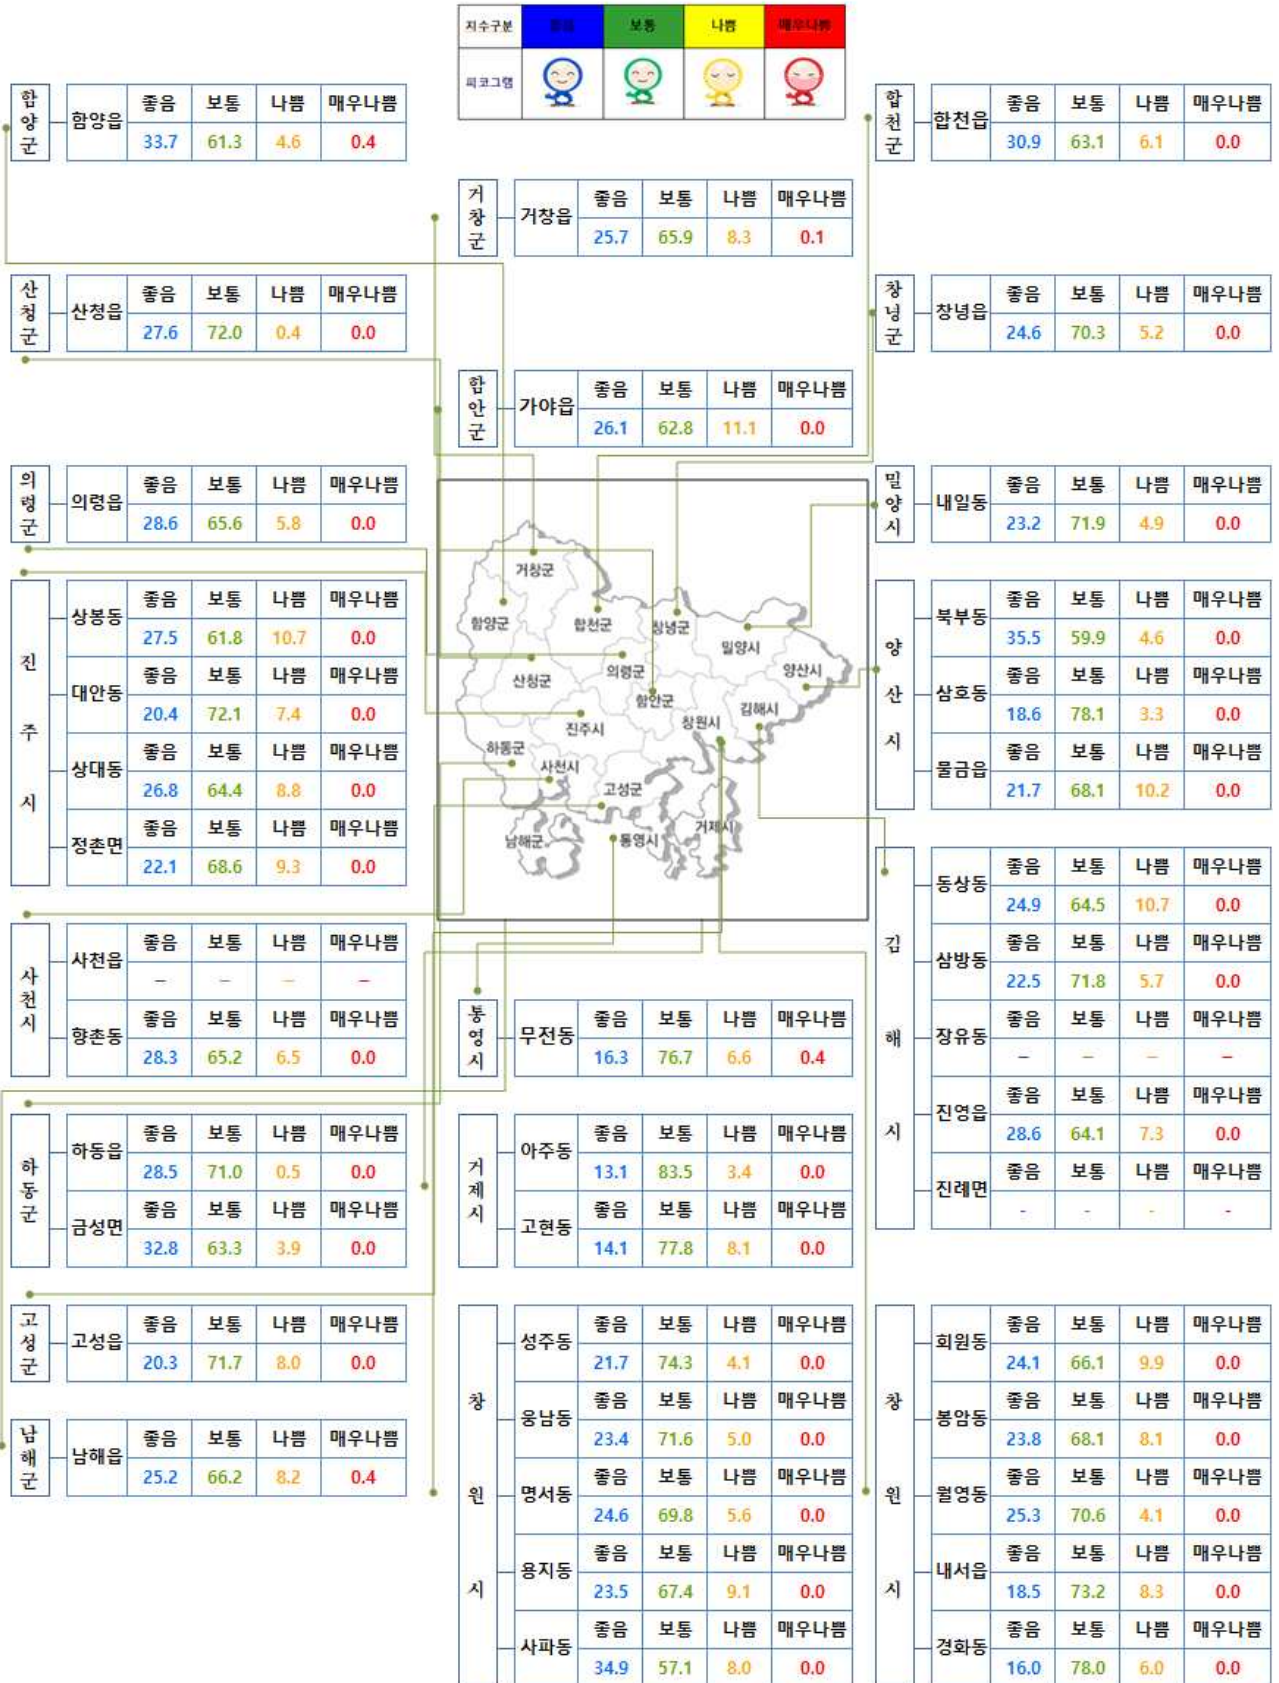 지수구분 좋음 보통 나쁨 매우나쁨
픽코그램
함양군 함양읍 좋음 보통 나쁨 매우나쁨
33.7 61.3 4.6 0.4
합천군 합천읍 좋음 보통 나쁨 매우나쁨
30.9 63.1 6.1 0.0
거창군 거창읍 좋음 보통 나쁨 매우나쁨
25.7 65.9 8.3 0.1
산청군 산청읍 좋음 보통 나쁨 매우나쁨
27.6 72.0 0.4 0.0
창녕군 창녕읍 좋음 보통 나쁨 매우나쁨
24.6 70.3 5.2 0.0
함안군 가야읍 좋음 보통 나쁨 매우나쁨
26.1 62.8 11.1 0.0
의령군 의령읍 좋음 보통 나쁨 매우나쁨
28.6 65.6 5.8 0.0
밀양시 내일동 좋음 보통 나쁨 매우나쁨
23.2 71.9 4.9 0.0
진주시
상봉동 좋음 보통 나쁨 매우나쁨
27.5 61.8 10.7 0.0
대안동 좋음 보통 나쁨 매우나쁨
20.4 72.1 7.4 0.0
상대동 좋음 보통 나쁨 매우나쁨
26.8 64.4 8.8 0.0
정촌면 좋음 보통 나쁨 매우나쁨
22.1 68.6 9.3 0.0
거창군
함양군 합천군 창녕군
밀양시
산청군 의령군 양산시
함안군 김해시
진주시 창원시
하동군
사천시
고성군
남해군 통영시 거제시
양산시
북부동 좋음 보통 나쁨 매우나쁨
35.5 59.9 4.6 0.0
삼호동 좋음 보통 나쁨 매우나쁨
18.6 78.1 3.3 0.0
물금읍 좋음 보통 나쁨 매우나쁨
21.7 68.1 10.2 0.0
사천시
사천읍 좋음 보통 나쁨 매우나쁨
– – – –
향촌동 좋음 보통 나쁨 매우나쁨
28.3 65.2 6.5 0.0
통영시 무전동 좋음 보통 나쁨 매우나쁨
16.3 76.7 6.6 0.4
김해시
동상동 좋음 보통 나쁨 매우나쁨
24.9 64.5 10.7 0.0
삼방동 좋음 보통 나쁨 매우나쁨
22.5 71.8 5.7 0.0
장유동 좋음 보통 나쁨 매우나쁨
– – – –
진영읍 좋음 보통 나쁨 매우나쁨
28.6 64.1 7.3 0.0
진례면 좋음 보통 나쁨 매우나쁨
- - - -
하동군
하동읍 좋음 보통 나쁨 매우나쁨
28.5 71.0 0.5 0.0
금성면 좋음 보통 나쁨 매우나쁨
32.8 63.3 3.9 0.0
거제시
아주동 좋음 보통 나쁨 매우나쁨
13.1 83.5 3.4 0.0
고현동 좋음 보통 나쁨 매우나쁨
14.1 77.8 8.1 0.0
고성군 고성읍 좋음 보통 나쁨 매우나쁨
20.3 71.7 8.0 0.0
남해군 남해읍 좋음 보통 나쁨 매우나쁨
25.2 66.2 8.2 0.4
창원시
성주동 좋음 보통 나쁨 매우나쁨
21.7 74.3 4.1 0.0
웅남동 좋음 보통 나쁨 매우나쁨
23.4 71.6 5.0 0.0
명서동 좋음 보통 나쁨 매우나쁨
24.6 69.8 5.6 0.0
용지동 좋음 보통 나쁨 매우나쁨
23.5 67.4 9.1 0.0
사파동 좋음 보통 나쁨 매우나쁨
34.9 57.1 8.0 0.0
창원시
회원동 좋음 보통 나쁨 매우나쁨
24.1 66.1 9.9 0.0
봉암동 좋음 보통 나쁨 매우나쁨
23.8 68.1 8.1 0.0
월영동 좋음 보통 나쁨 매우나쁨
25.3 70.6 4.1 0.0
내서읍 좋음 보통 나쁨 매우나쁨
18.5 73.2 8.3 0.0
경화동 좋음 보통 나쁨 매우나쁨
16.0 78.0 6.0 0.0